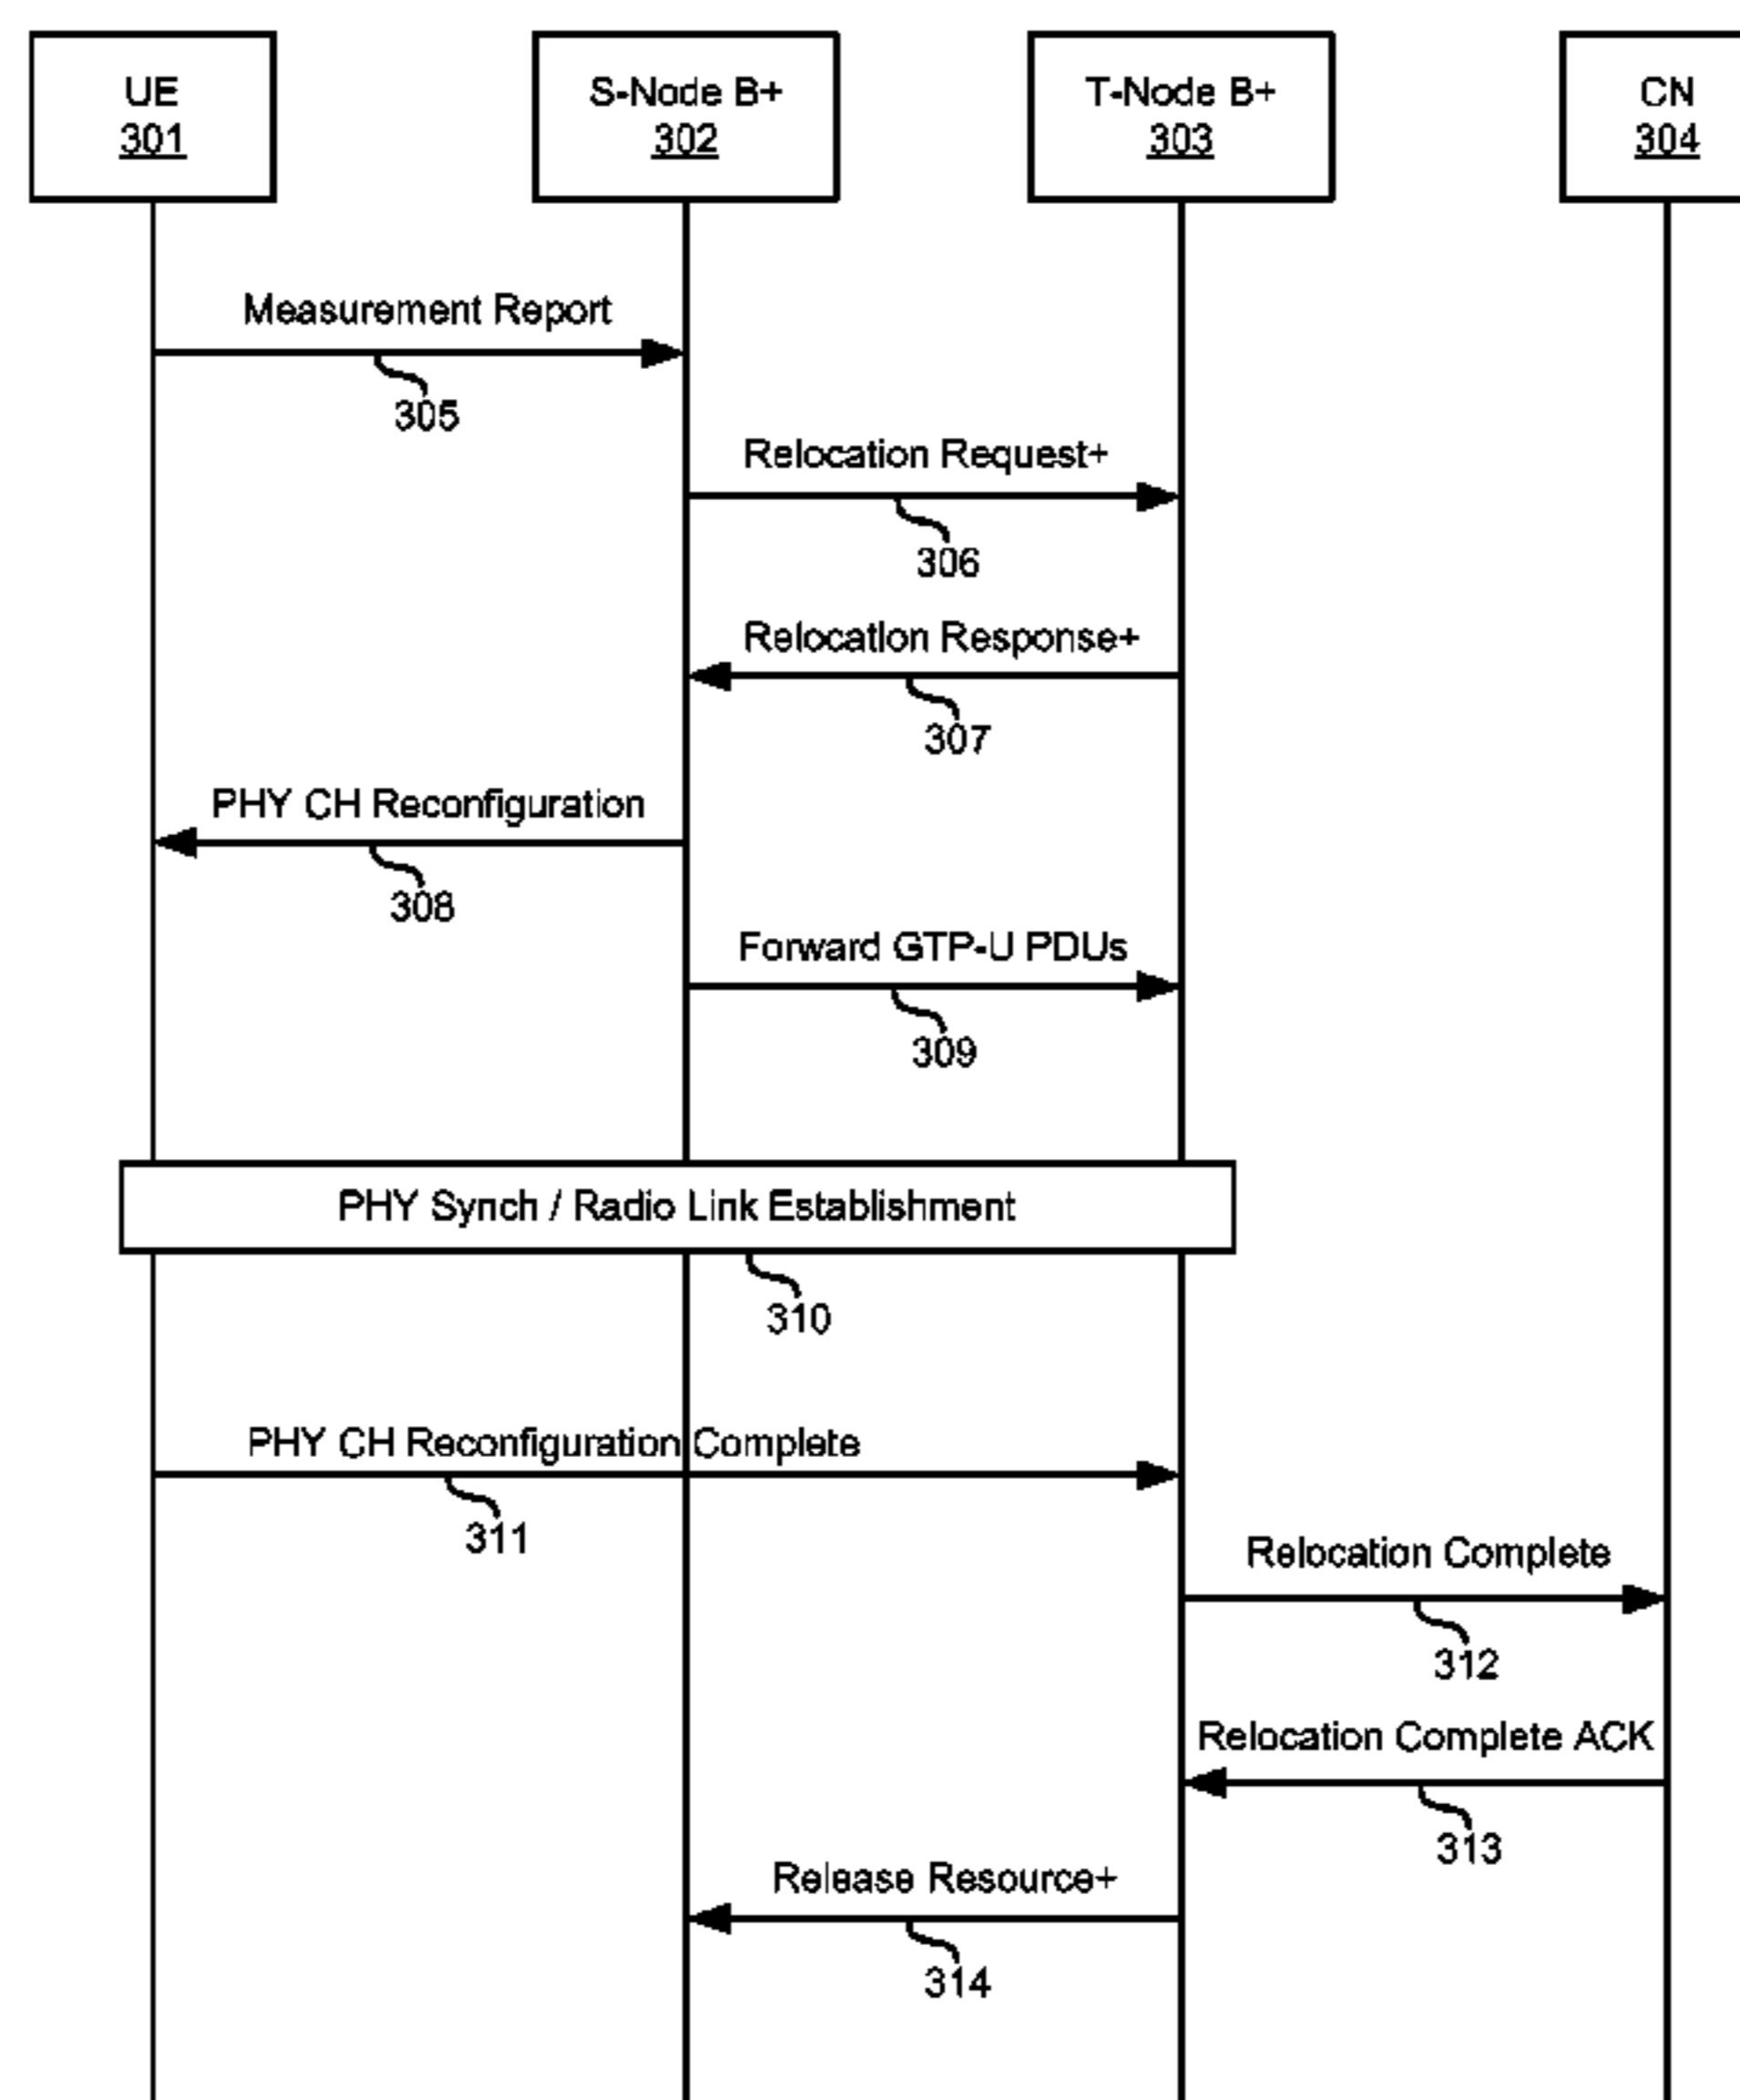 UE
301
S-Node B+
302
T-Node B+
303
CN
304
Measurement Report
305
Relocation Request+
306
Relocation Response+
307
PHY CH Reconfiguration
308
Forward GTP-U PDUs
309
PHY Synch / Radio Link Establishment
310
PHY CH Reconfiguration Complete
311
Relocation Complete
312
Relocation Complete ACK
313
Release Resource+
314